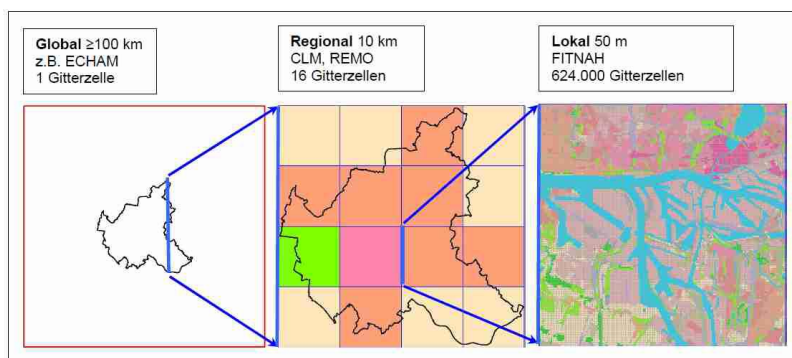 Global ≥100 km
z.B. ECHAM
1 Gitterzelle
Regional 10 km
CLM, REMO
16 Gitterzellen
Lokal 50 m
FITNAH
624.000 Gitterzellen